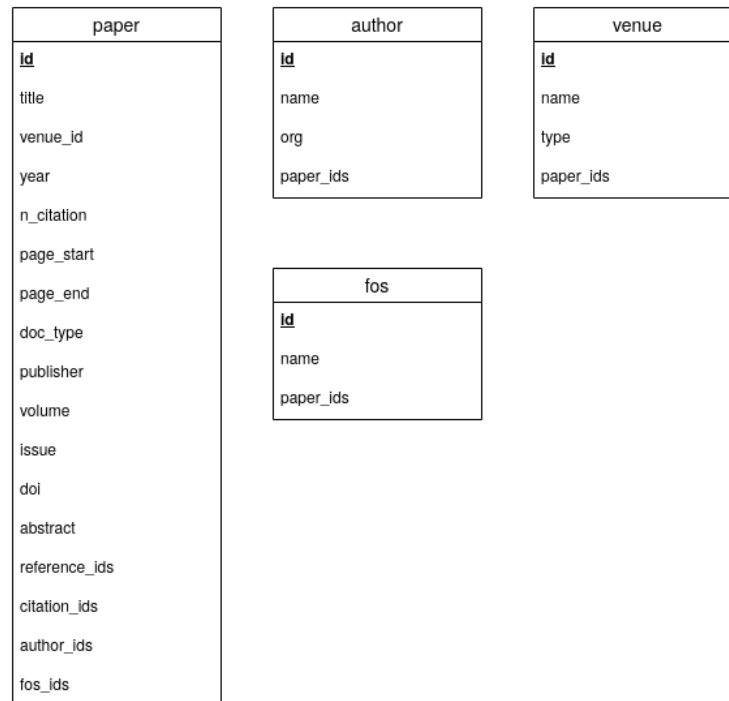 paper
id
title
venue_id
year
n_citation
page_start
page_end
doc_type
publisher
volume
issue
doi
abstract
reference_ids
citation_ids
author_ids
fos_ids
author
id
name
org
paper_ids
venue
id
name
type
paper_ids
fos
id
name
paper_ids